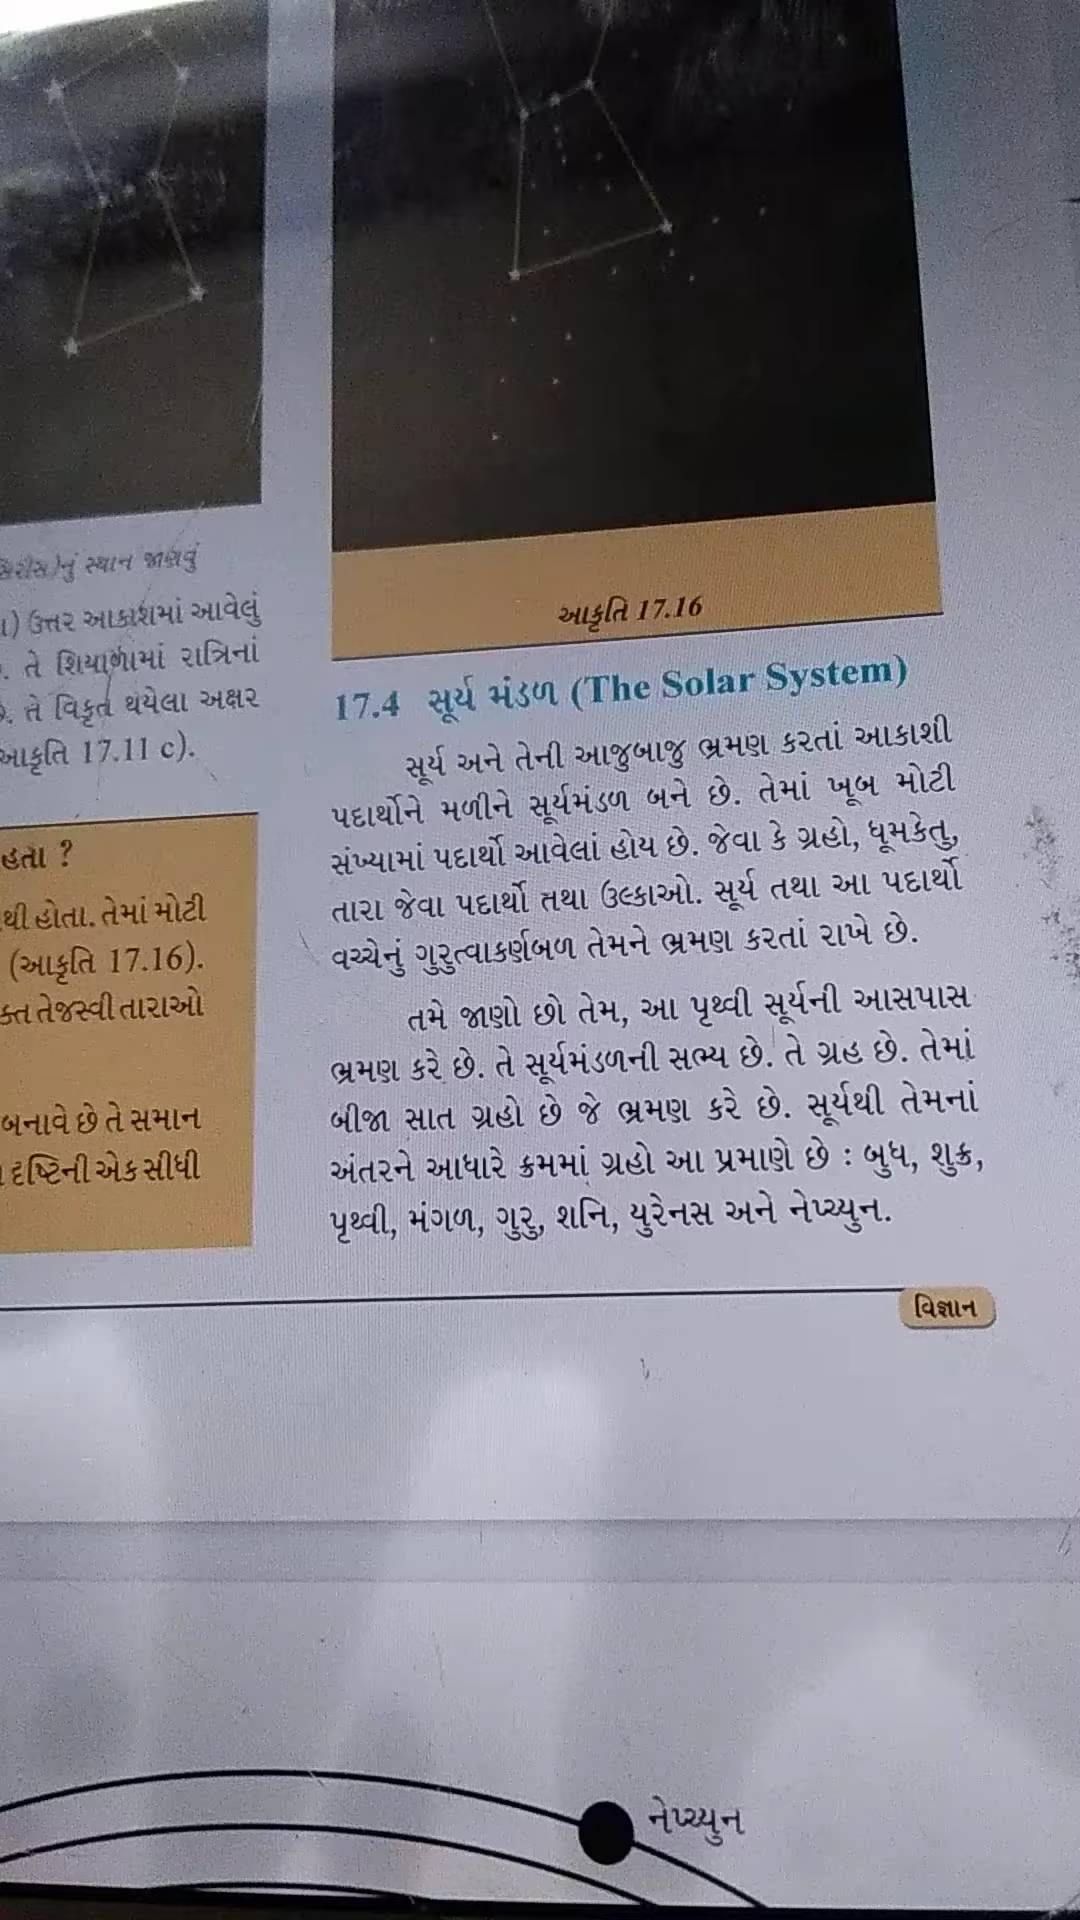 નું સ્થાન જાણવું
ઉત્તર આકાશમાં આવેલું
તે શિયાળામાં રાત્રિનાં
તે વિકૃત થયેલા અક્ષર
આકૃતિ 17.11 c).
હતા ?
થી હોતા. તેમાં મોટી
(આકૃતિ 17.16).
ક્ત તેજસ્વી તારાઓ
બનાવે છે તે સમાન
દૃષ્ટિની એક સીધી
આકૃતિ 17.16
17.4 સૂર્ય મંડળ (The Solar System)
સૂર્ય અને તેની આજુબાજુ ભ્રમણ કરતાં આકાશી
પદાર્થોને મળીને સૂર્યમંડળ બને છે. તેમાં ખૂબ મોટી
સંખ્યામાં પદાર્થો આવેલાં હોય છે. જેવા કે ગ્રહો, ધૂમકેતુ,
તારા જેવા પદાર્થો તથા ઉલ્કાઓ. સૂર્ય તથા આ પદાર્થો
વચ્ચેનું ગુરુત્વાકર્ણબળ તેમને ભ્રમણ કરતાં રાખે છે.
તમે જાણો છો તેમ, આ પૃથ્વી સૂર્યની આસપાસ
ભ્રમણ કરે છે. તે સૂર્યમંડળની સભ્ય છે. તે ગ્રહ છે. તેમાં
બીજા સાત ગ્રહો છે જે ભ્રમણ કરે છે. સૂર્યથી તેમનાં
અંતરને આધારે ક્રમમાં ગ્રહો આ પ્રમાણે છે : બુધ, શુક્ર,
પૃથ્વી, મંગળ, ગુરુ, શનિ, યુરેનસ અને નેપ્ચ્યુન.
વિજ્ઞાન
નેપ્ચ્યુન